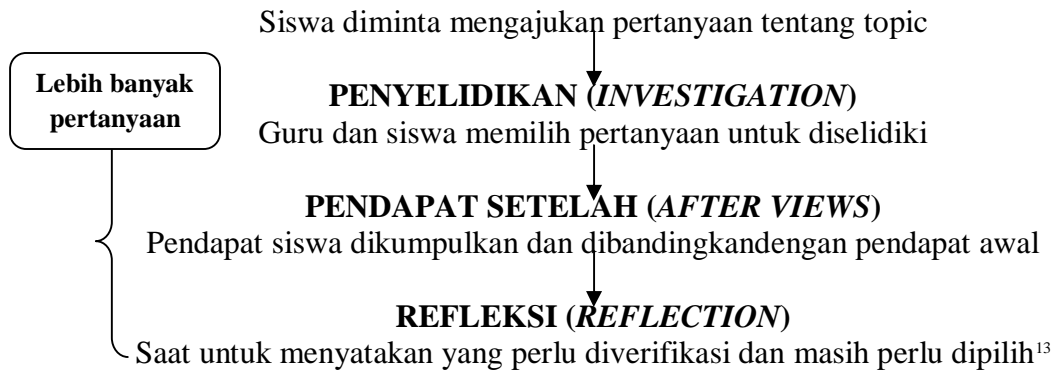 Siswa diminta mengajukan pertanyaan tentang topic
Lebih banyak
pertanyaan
PENYELIDIKAN (INVESTIGATION)
Guru dan siswa memilih pertanyaan untuk diselidiki
PENDAPAT SETELAH (AFTER VIEWS)
Pendapat siswa dikumpulkan dan dibandingkandengan pendapat awal
REFLEKSI (REFLECTION)
Saat untuk menyatakan yang perlu diverifikasi dan masih perlu dipilih¹³